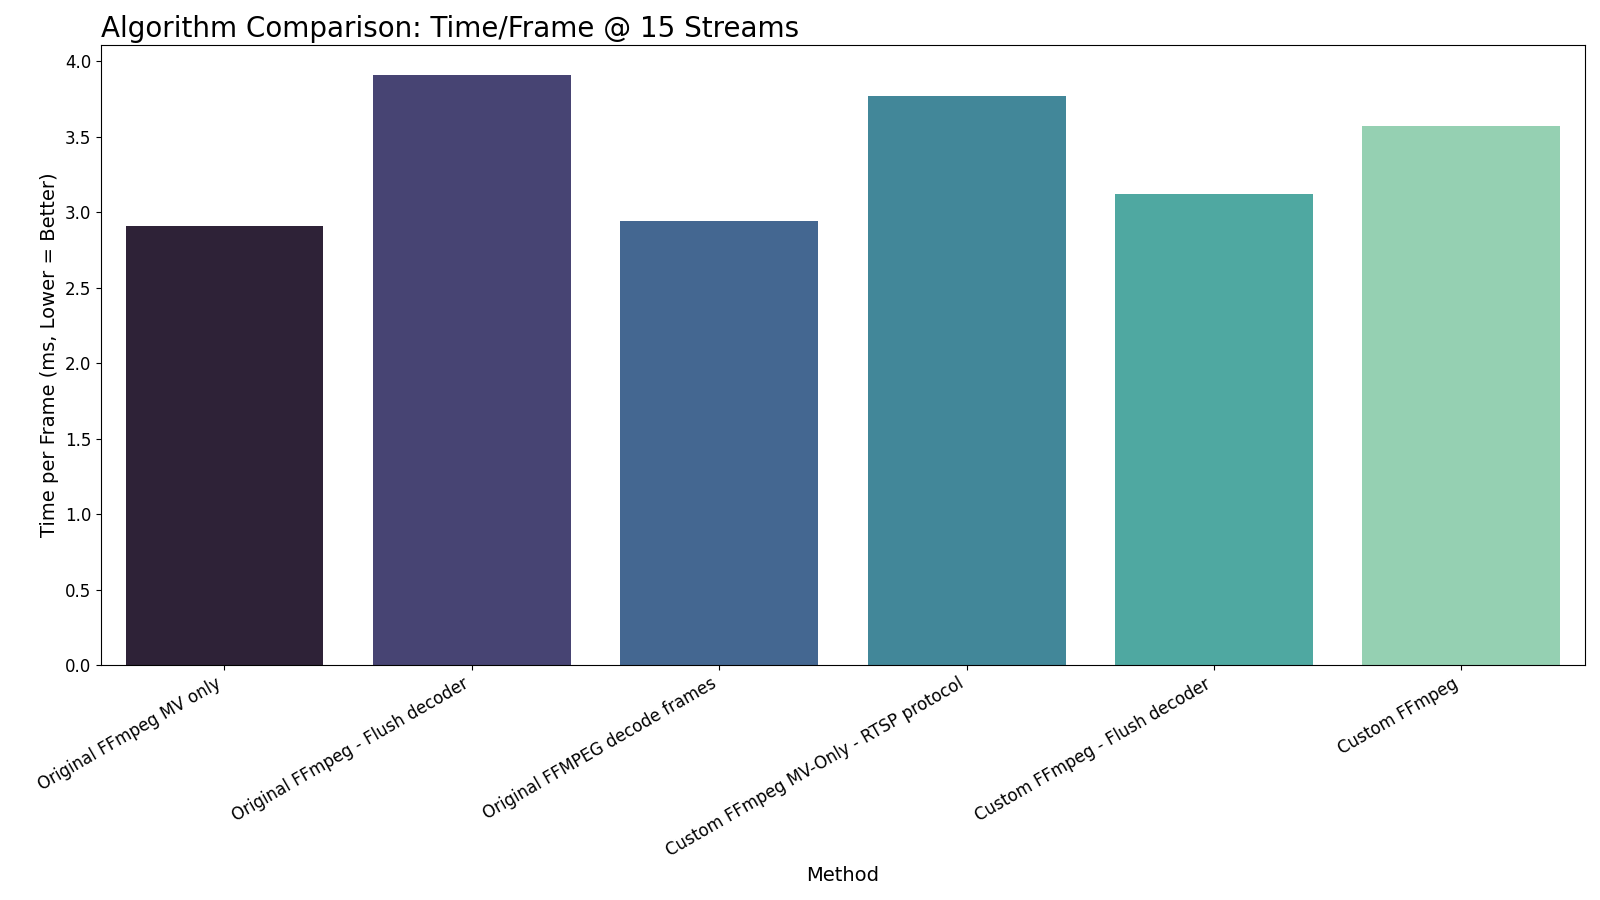 Algorithm Comparison: Time/Frame @ 15 Streams
Time per Frame (ms, Lower = Better)
4.0
3.5
3.0
2.5
2.0
1.5
1.0
0.5
0.0
Original FFmpeg MV only
Original FFmpeg - Flush decoder
Original FFMPEG decode frames
Custom FFmpeg MV-Only - RTSP protocol
Custom FFmpeg - Flush decoder
Custom FFmpeg
Method